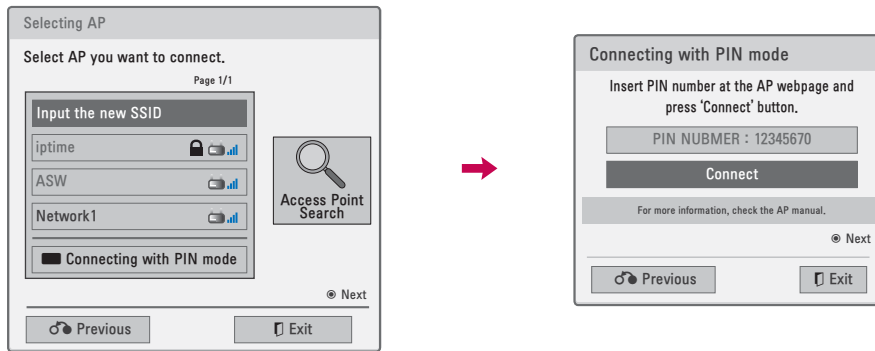 Selecting AP
Select AP you want to connect.
Page 1/1
Input the new SSID
iptime
ASW
Network1
Connecting with PIN mode
Access Point
Search
Next
Previous
Exit
Connecting with PIN mode
Insert PIN number at the AP webpage and
press ‘Connect’ button.
PIN NUBMER : 12345670
Connect
For more information, check the AP manual.
Next
Previous
Exit